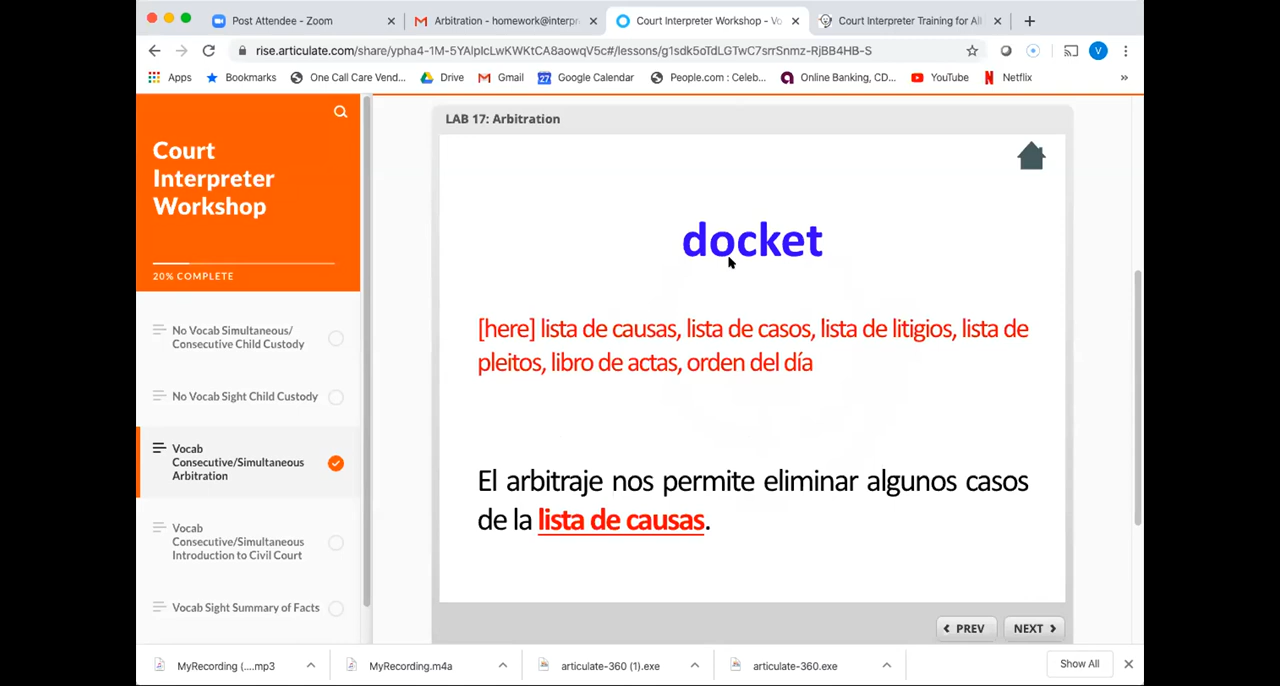 Post Attendee - Zoom
Arbitration - homework@interpr
Court Interpreter Workshop - Vo
Court Interpreter Training for All
rise.articulate.com/share/ypha4-1M-5YAlplcLwKWKtCA8aowqV5c#/lessons/g1sdk5oTdLGTwC7srrSnmz-RjBB4HB-S
V
Apps
Bookmarks
One Call Care Vend...
Drive
Gmail
27
Google Calendar
People.com : Celeb...
Online Banking, CD...
YouTube
Netflix
»
Court
Interpreter
Workshop
20% COMPLETE
No Vocab Simultaneous/
Consecutive Child Custody
No Vocab Sight Child Custody
Vocab
Consecutive/Simultaneous
Arbitration
Vocab
Consecutive/Simultaneous
Introduction to Civil Court
Vocab Sight Summary of Facts
LAB 17: Arbitration
docket
[here] lista de causas, lista de casos, lista de litigios, lista de
pleitos, libro de actas, orden del día
El arbitraje nos permite eliminar algunos casos
de la lista de causas.
PREV
NEXT
MyRecording (....mp3
MyRecording.m4a
articulate-360 (1).exe
articulate-360.exe
Show All